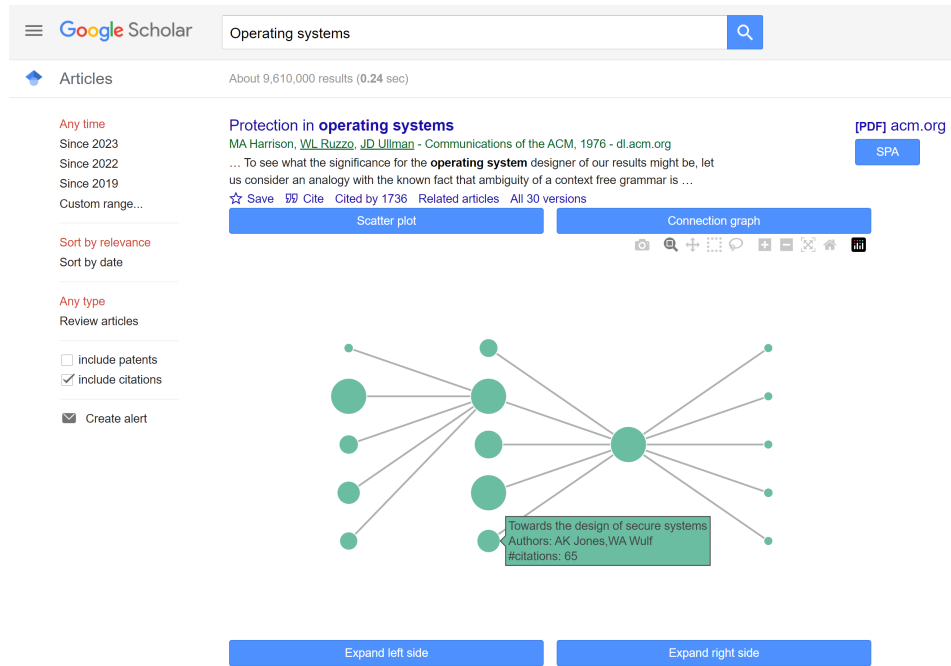 Google Scholar
Operating systems
Articles
About 9,610,000 results (0.24 sec)
Any time
Since 2023
Since 2022
Since 2019
Custom range...
Sort by relevance
Sort by date
Any type
Review articles
include patents
include citations
Create alert
Protection in operating systems
MA Harrison, WL Ruzzo, JD Ullman - Communications of the ACM, 1976 - dl.acm.org
... To see what the significance for the operating system designer of our results might be, let
us consider an analogy with the known fact that ambiguity of a context free grammar is ...
Save Cite Cited by 1736 Related articles All 30 versions
[PDF] acm.org
SPA
Scatter plot
Connection graph
Towards the design of secure systems
Authors: AK Jones,WA Wulf
#citations: 65
Expand left side
Expand right side